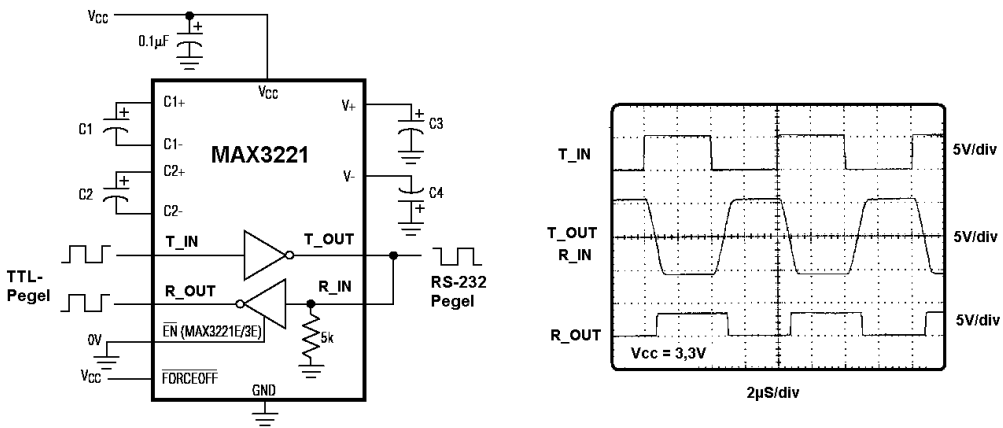 VCC
0.1µF
+
VCC
C1+
C1
+
C1-
C2+
C2
+
C2-
V+
+
C3
V-
C4
+
MAX3221
T_IN
T_OUT
TTL-
Pegel
R_OUT
R_IN
RS-232
Pegel
EN (MAX3221E/3E)
5k
0V
VCC
FORCEOFF
GND
T_IN
5V/div
T_OUT
R_IN
5V/div
R_OUT
5V/div
Vcc = 3,3V
2µS/div